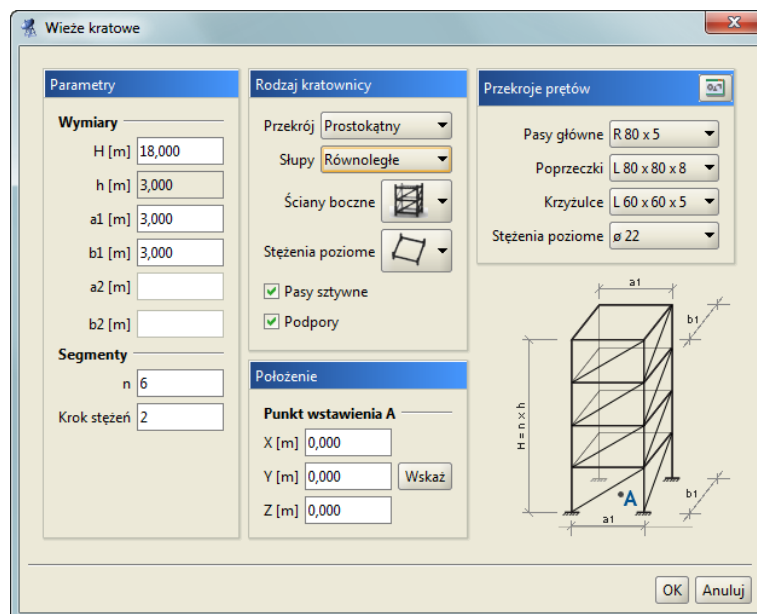 Wieże kratowe
Parametry
Wymiary
H [m] 18,000
h [m] 3,000
a1 [m] 3,000
b1 [m] 3,000
a2 [m]
b2 [m]
Segmenty
n 6
Krok stężeń 2
Rodzaj kratownicy
Przekrój Prostokątny
Słupy Równoległe
Ściany boczne
Stężenia poziome
Pasy sztywne
Podpory
Położenie
Punkt wstawienia A
X [m] 0,000
Y [m] 0,000 Wskaż
Z [m] 0,000
Przekroje prętów
Pasy główne R 80 x 5
Poprzeczki L 80 x 80 x 8
Krzyżulce L 60 x 60 x 5
Stężenia poziome ø 22
a1
b1
H = n x h
A
b1
a1
OK Anuluj